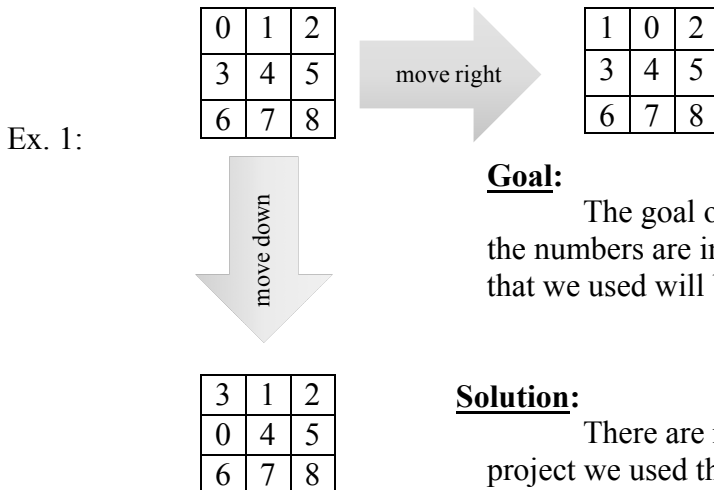 0 1 2
3 4 5
6 7 8
move right
1 0 2
3 4 5
6 7 8
Ex. 1:
move down
Goal:
The goal
the numbers are
that we used will
3 1 2
0 4 5
6 7 8
Solution:
There are
project we used